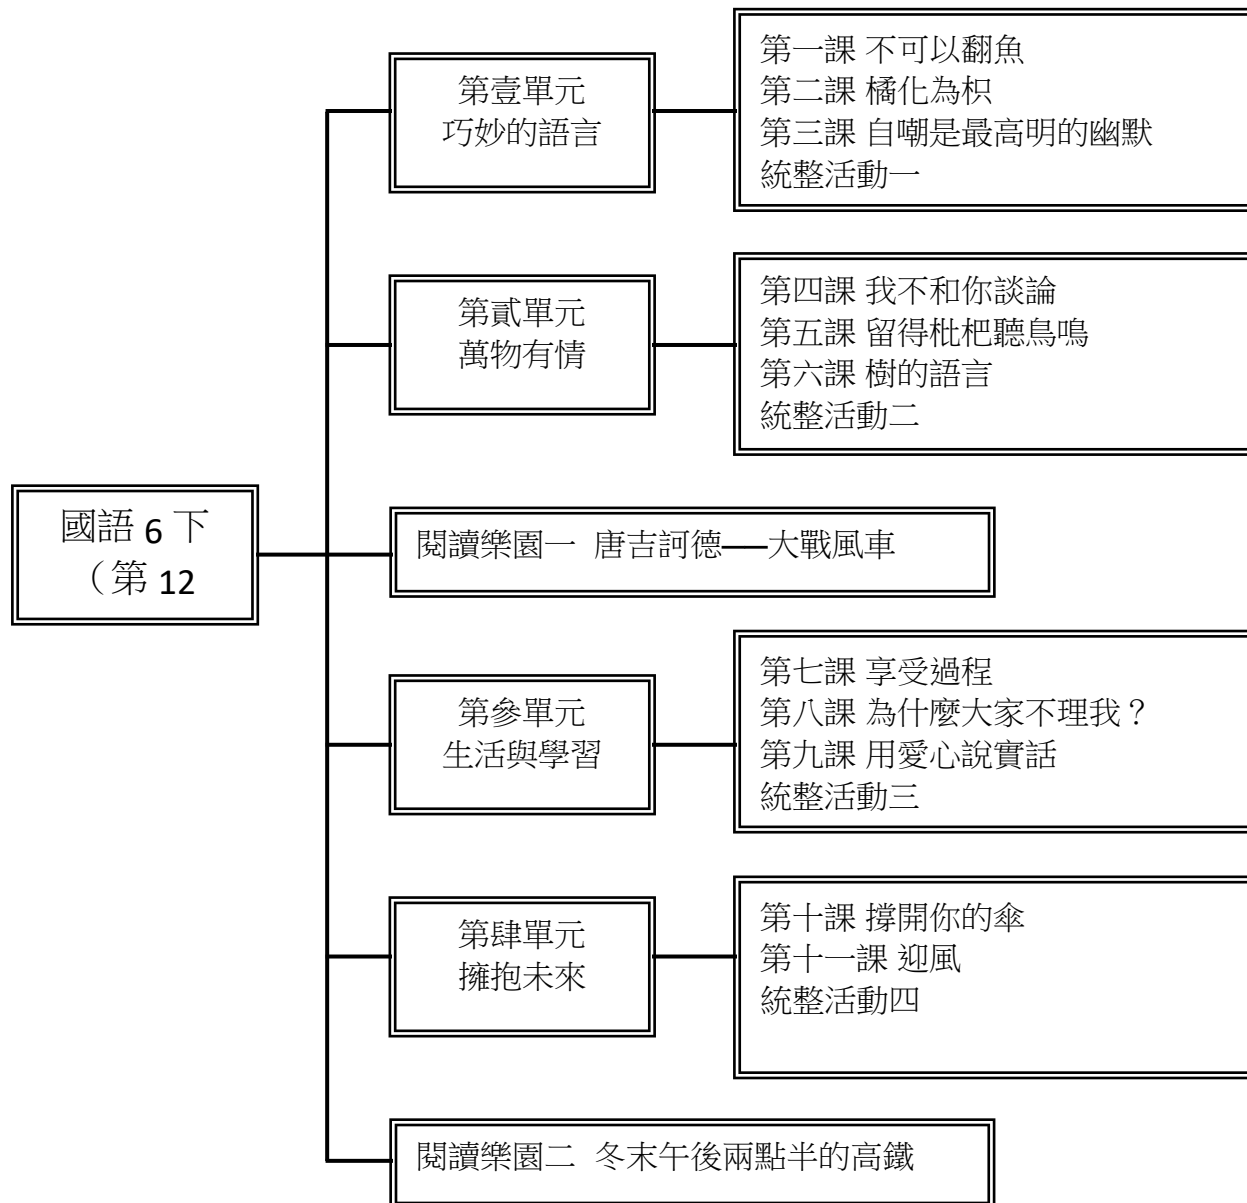 第壹單元
巧妙的語言
第一課 不可以翻魚
第二課 橘化為枳
第三課 自嘲是最高明的幽默
統整活動一
第貳單元
萬物有情
第四課 我不和你談論
第五課 留得枇杷聽鳥鳴
第六課 樹的語言
統整活動二
國語 6 下
（第 12
閱讀樂園一 唐吉訶德──大戰風車
第參單元
生活與學習
第七課 享受過程
第八課 為什麼大家不理我？
第九課 用愛心說實話
統整活動三
第肆單元
擁抱未來
第十課 撐開你的傘
第十一課 迎風
統整活動四
閱讀樂園二 冬末午後兩點半的高鐵